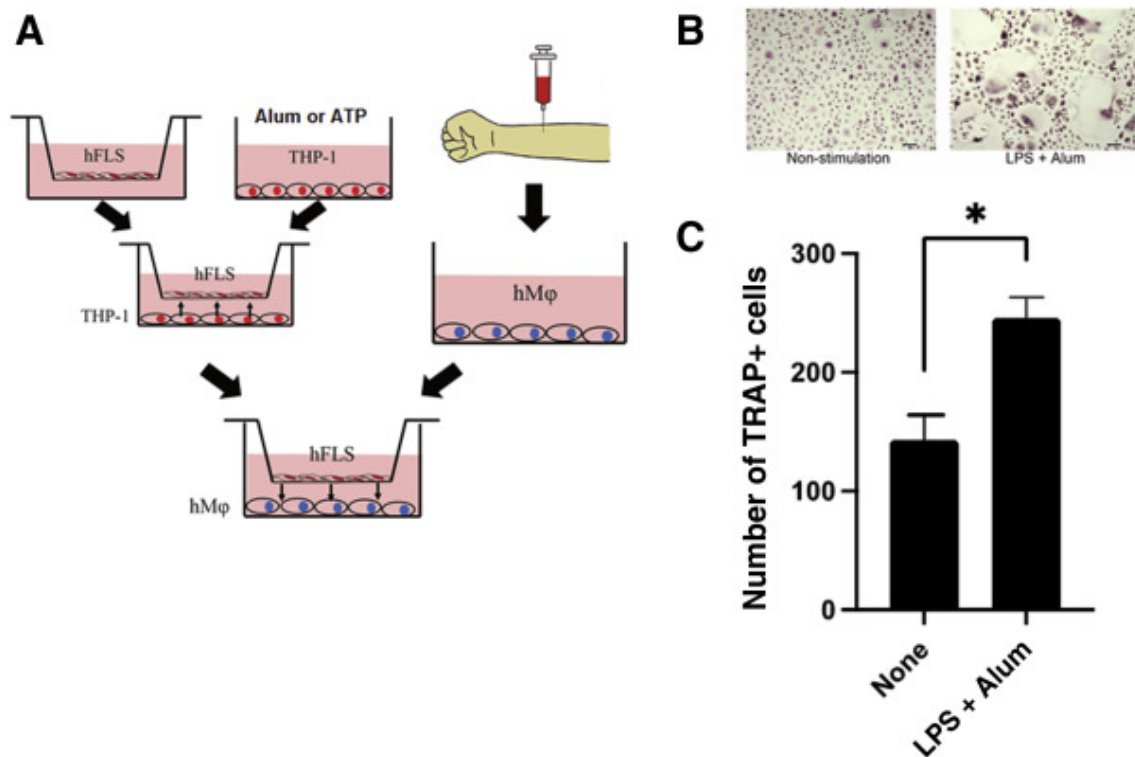 A
hFLS
Alum or ATP
THP-1
hFLS
THP-1
hMφ
hFLS
hMφ
B
Non-stimulation
LPS + Alum
C
*
Number of TRAP+ cells
300
200
100
0
None
LPS + Alum